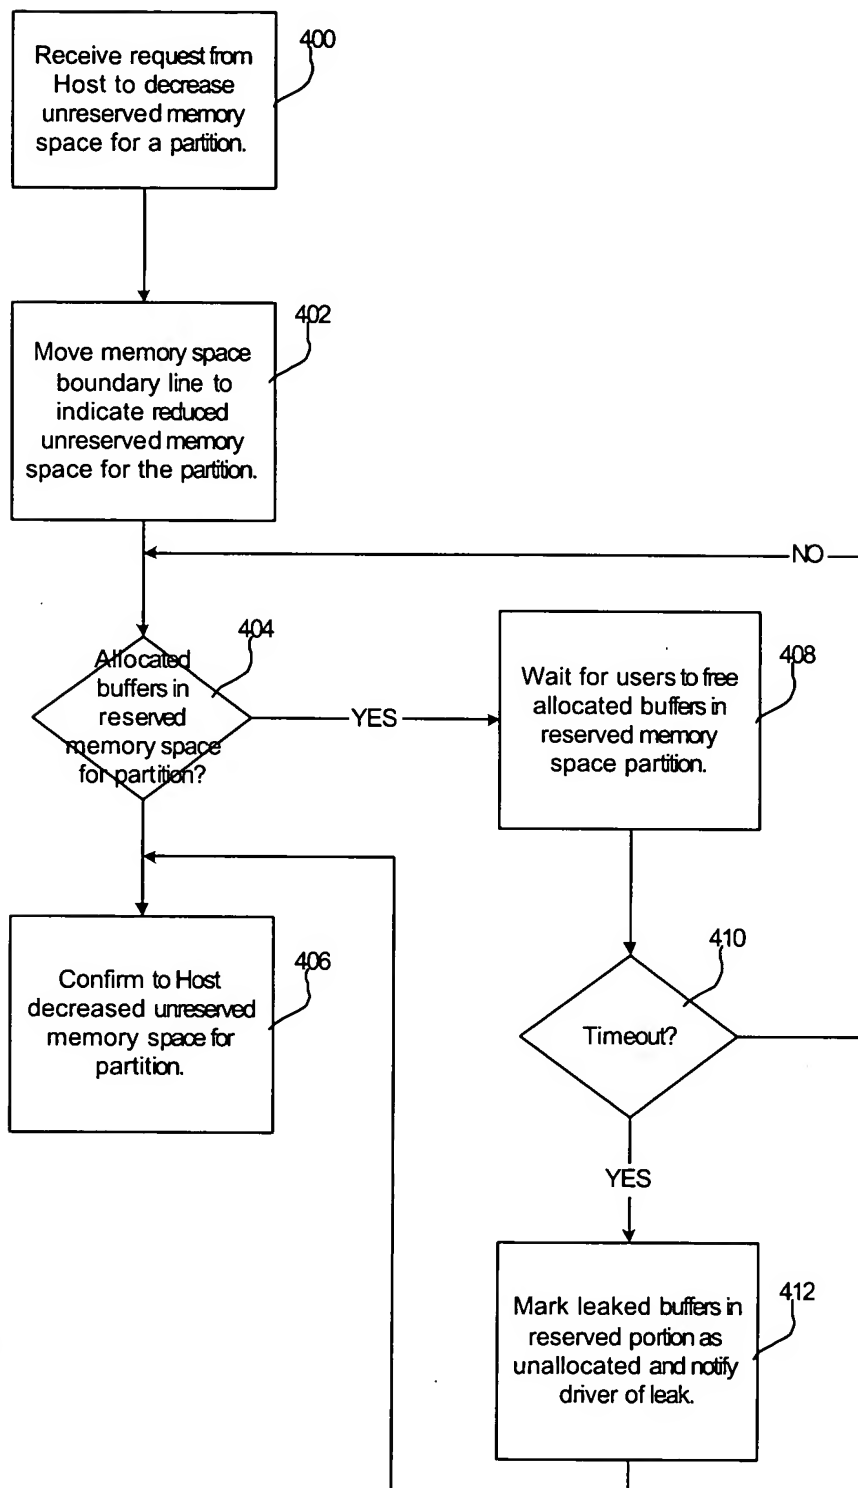 400
Receive request from
Host to decrease
unreserved memory
space for a partition.
402
Move memory space
boundary line to
indicate reduced
unreserved memory
space for the partition.
NO
404
Allocated
buffers in
reserved
memory space
for partition?
YES
408
Wait for users to free
allocated buffers in
reserved memory
space partition.
406
Confirm to Host
decreased unreserved
memory space for
partition.
410
Timeout?
YES
412
Mark leaked buffers in
reserved portion as
unallocated and notify
driver of leak.